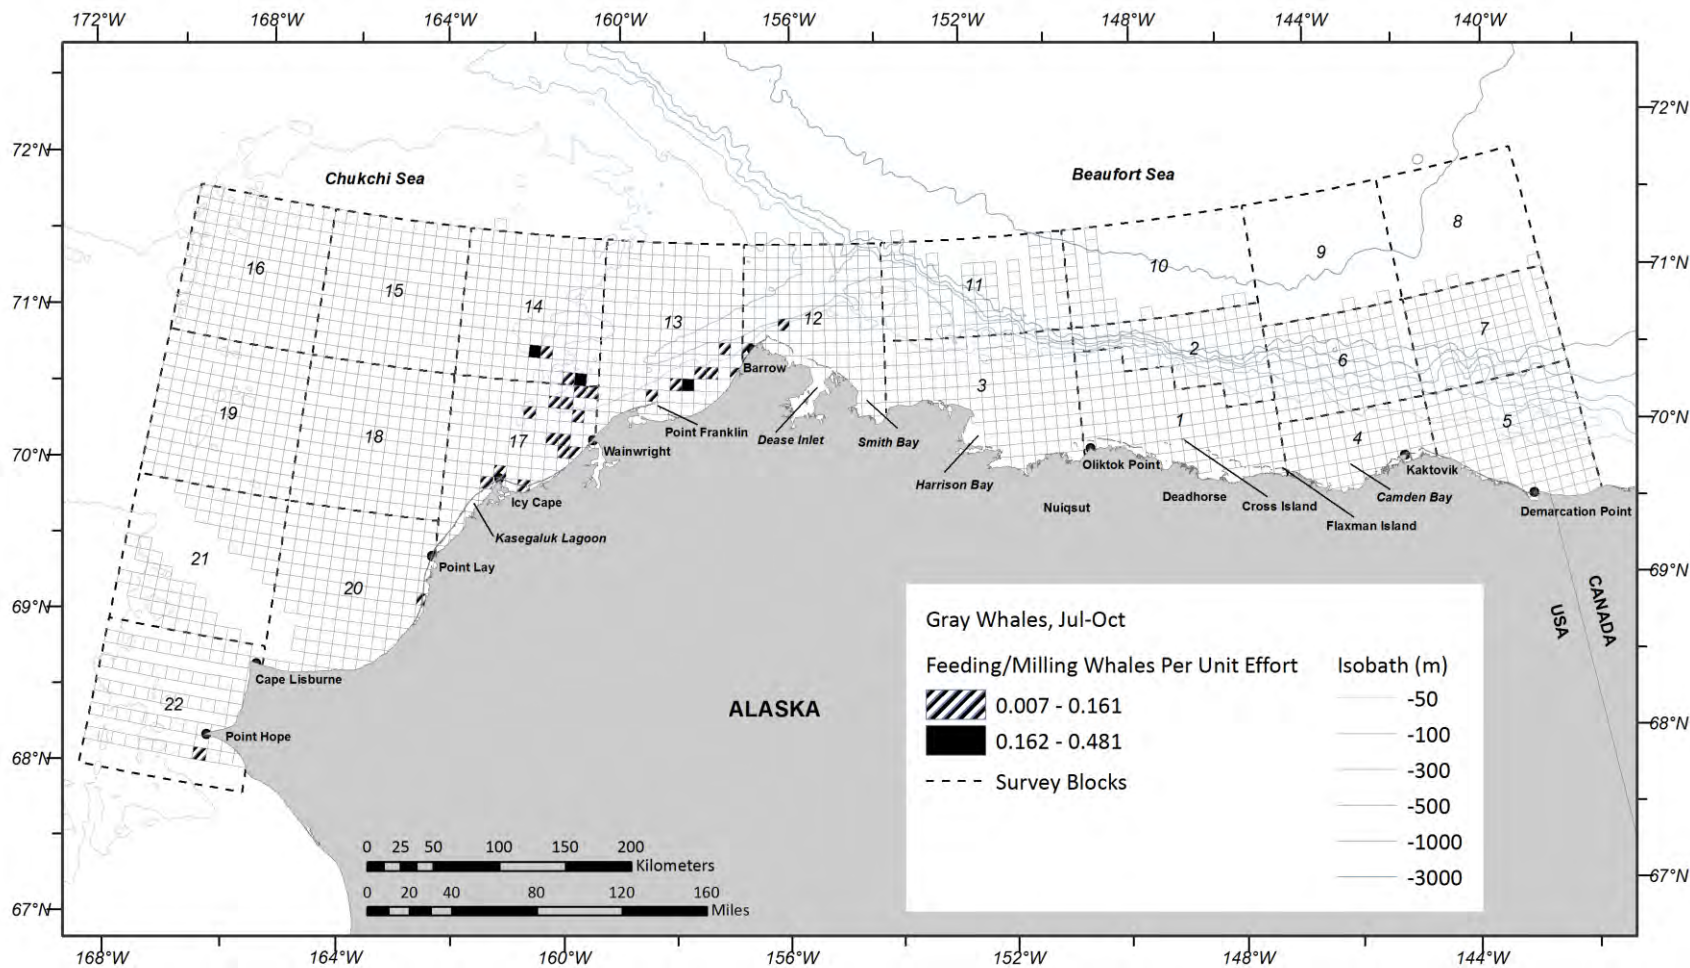 172°W 168°W 164°W 160°W 156°W 152°W 148°W 144°W 140°W
72°N
72°N
Chukchi Sea
Beaufort Sea
8
9
10
71°N
16
15
14
13
12
11
71°N
7
2
6
Barrow
3
70°N
19
18
17
Point Franklin
Dease Inlet
Smith Bay
1
4
5
70°N
Wainwright
Harrison Bay
Oliktok Point
Kaktovik
Icy Cape
Nuiqsut
Deadhorse
Cross Island
Camden Bay
Demarcation Point
Flaxman Island
Kasegaluk Lagoon
21
Point Lay
69°N
20
69°N
CANADA
USA
Cape Lisburne
22
Point Hope
68°N
68°N
ALASKA
Gray Whales, Jul-Oct
Feeding/Milling Whales Per Unit Effort
0.007 - 0.161
0.162 - 0.481
Survey Blocks
Isobath (m)
-50
-100
-300
-500
-1000
-3000
0 25 50 100 150 200
Kilometers
0 20 40 80 120 160
Miles
67°N
67°N
168°W 164°W 160°W 156°W 152°W 148°W 144°W